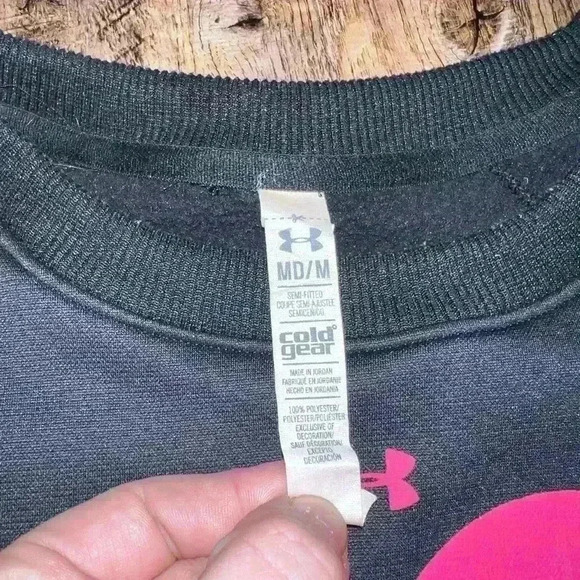 MD/M
SEMI-FITTED
COUPE SEMI-AJUSTÉE
SEMICEÑIDO
cold
gear
MADE IN JORDAN
FABRIQUÉ EN JORDANIE
HECHO EN JORDANIA
100% POLYESTER/
POLYESTER/POLIÉSTER
EXCLUSIVE OF
DECORATION/
SAUF DÉCORATION/
EXCEPTO
DECORACIÓN